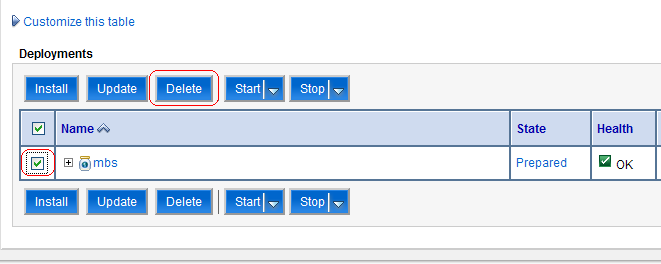 Customize this table
Deployments
Install Update Delete Start Stop
Name State Health
mbs Prepared OK
Install Update Delete Start Stop